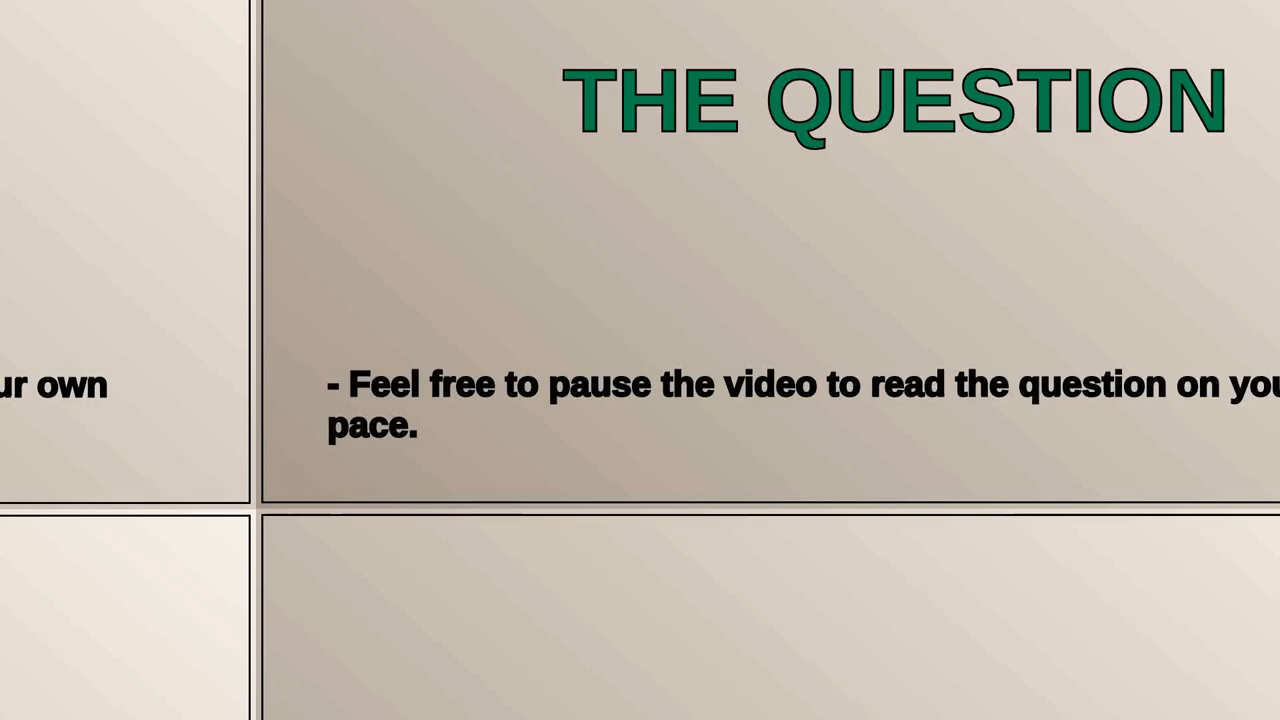 THE QUESTION
ur own
- Feel free to pause the video to read the question on you
pace.